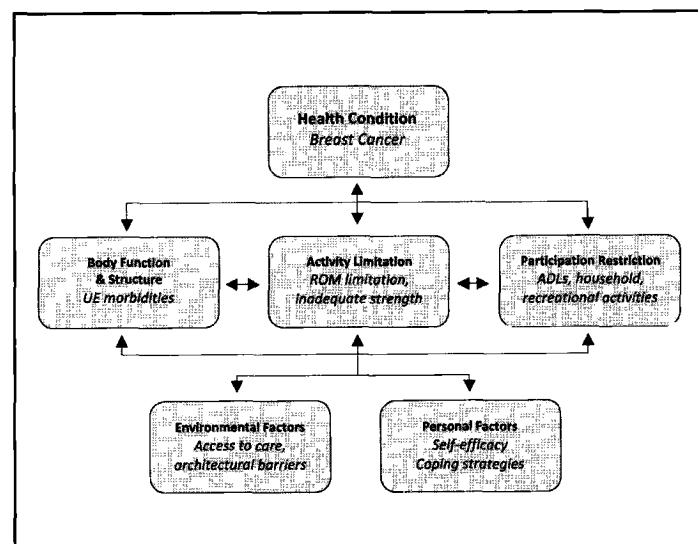 Health Condition
Breast Cancer
Body Function
& Structure
UE morbidities
Activity Limitation
ROM limitation,
inadequate strength
Participation Restriction
ADLs, household,
recreational activities
Environmental Factors
Access to care,
architectural barriers
Personal Factors
Self-efficacy
Coping strategies